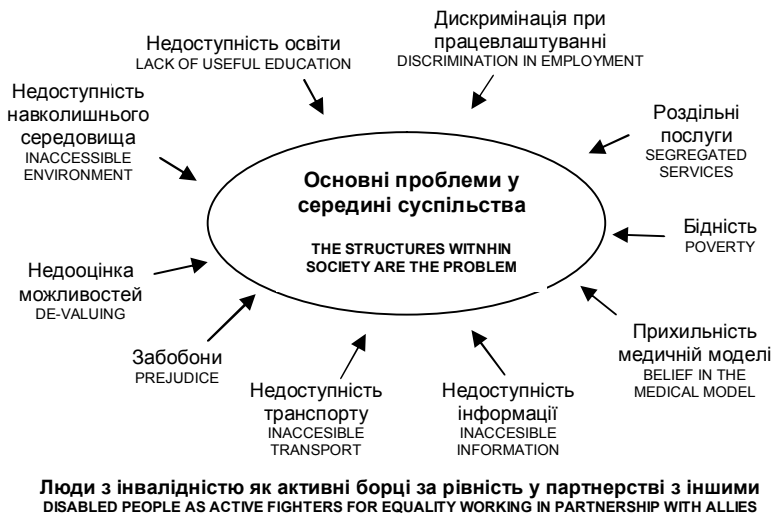 Недоступність освіти
LACK OF USEFUL EDUCATION
Дискримінація при
працевлаштуванні
DISCRIMINATION IN EMPLOYMENT
Недоступність
навколишнього
середовища
INACCESSIBLE
ENVIRONMENT
Роздільні
послуги
SEGREGATED
SERVICES
Основні проблеми у
середині суспільства
THE STRUCTURES WITNHIN
SOCIETY ARE THE PROBLEM
Бідність
POVERTY
Недооцінка
можливостей
DE-VALUING
Забобони
PREJUDICE
Недоступність
транспорту
INACCESIBLE
TRANSPORT
Недоступність
інформації
INACCESIBLE
INFORMATION
Прихильність
медичній моделі
BELIEF IN THE
MEDICAL MODEL
Люди з інвалідністю як активні борці за рівність у партнерстві з іншими
DISABLED PEOPLE AS ACTIVE FIGHTERS FOR EQUALITY WORKING IN PARTNERSHIP WITH ALLIES